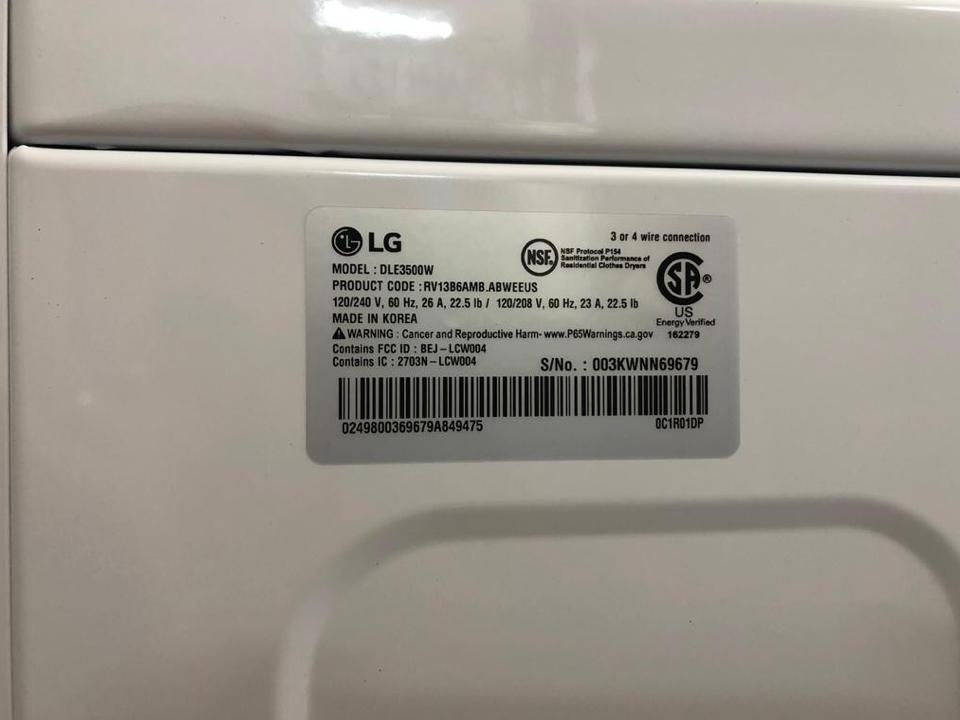 LG
3 or 4 wire connection
NSF.
NSF Protocol P154
Sanitization Performance of
Residential Clothes Dryers
MODEL : DLE3500W
PRODUCT CODE : RV13B6AMB.ABWEEUS
120/240 V, 60 Hz, 26 A, 22.5 lb / 120/208 V, 60 Hz, 23 A, 22.5 lb
MADE IN KOREA
SA®
US
Energy Verified
162279
WARNING : Cancer and Reproductive Harm- www.P65Warnings.ca.gov
Contains FCC ID : BEJ-LCW004
Contains IC : 2703N-LCW004
S/No. : 003KWNN69679
0249800369679A849475
0C1R01DP